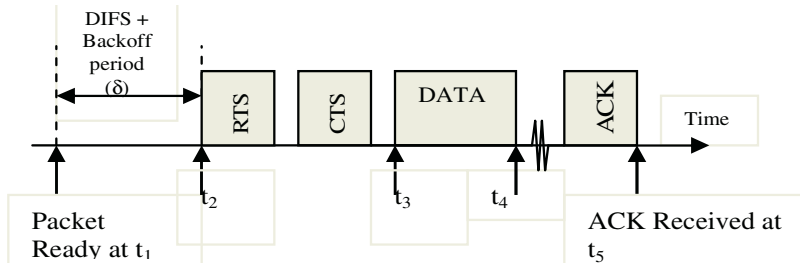 DIFS +
Backoff
period
(δ)
RTS
CTS
DATA
ACK
Time
t2
t3
t4
Packet
Ready at t1
ACK Received at
t5